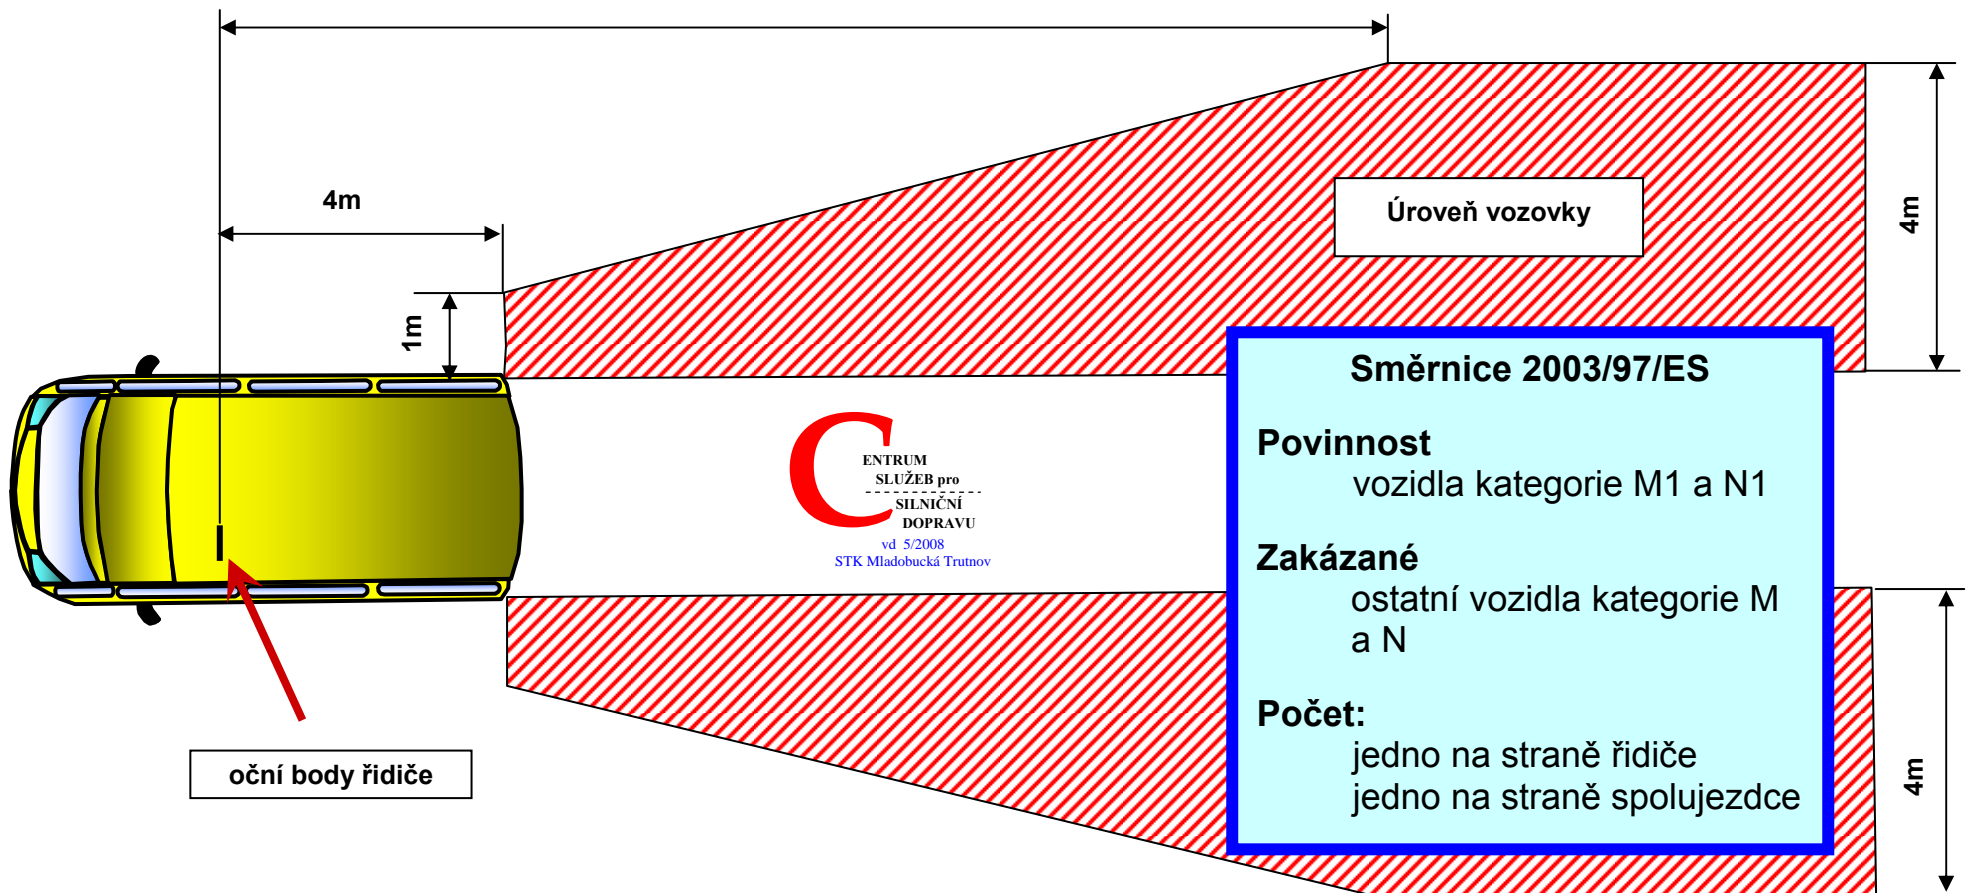 4m
Úroveň vozovky
4m
1m
Směrnice 2003/97/ES
Povinnost
vozidla kategorie M1 a N1
Zakázané
ostatní vozidla kategorie M
a N
Počet:
jedno na straně řidiče
jedno na straně spolujezdce
CENTRUM
SLUŽEB pro
SILNIČNÍ
DOPRAVU
vd 5/2008
STK Mladobucká Trutnov
oční body řidiče
4m